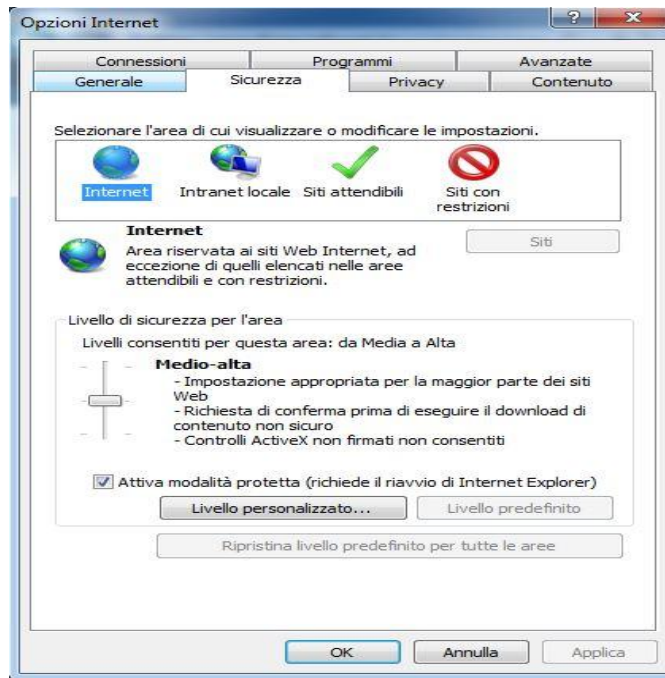 Opzioni Internet
Connessioni Programmi Avanzate
Generale Sicurezza Privacy Contenuto
Selezionare l'area di cui visualizzare o modificare le impostazioni.
Internet Intranet locale Siti attendibili Siti con
restrizioni
Internet
Siti
Area riservata ai siti Web Internet, ad
eccezione di quelli elencati nelle aree
attendibili e con restrizioni.
Livello di sicurezza per l'area
Livelli consentiti per questa area: da Media a Alta
Medio-alta
- Impostazione appropriata per la maggior parte dei siti
Web
- Richiesta di conferma prima di eseguire il download di
contenuto non sicuro
- Controlli ActiveX non firmati non consentiti
Attiva modalità protetta (richiede il riavvio di Internet Explorer)
Livello personalizzato... Livello predefinito
Ripristina livello predefinito per tutte le aree
OK Annulla Applica